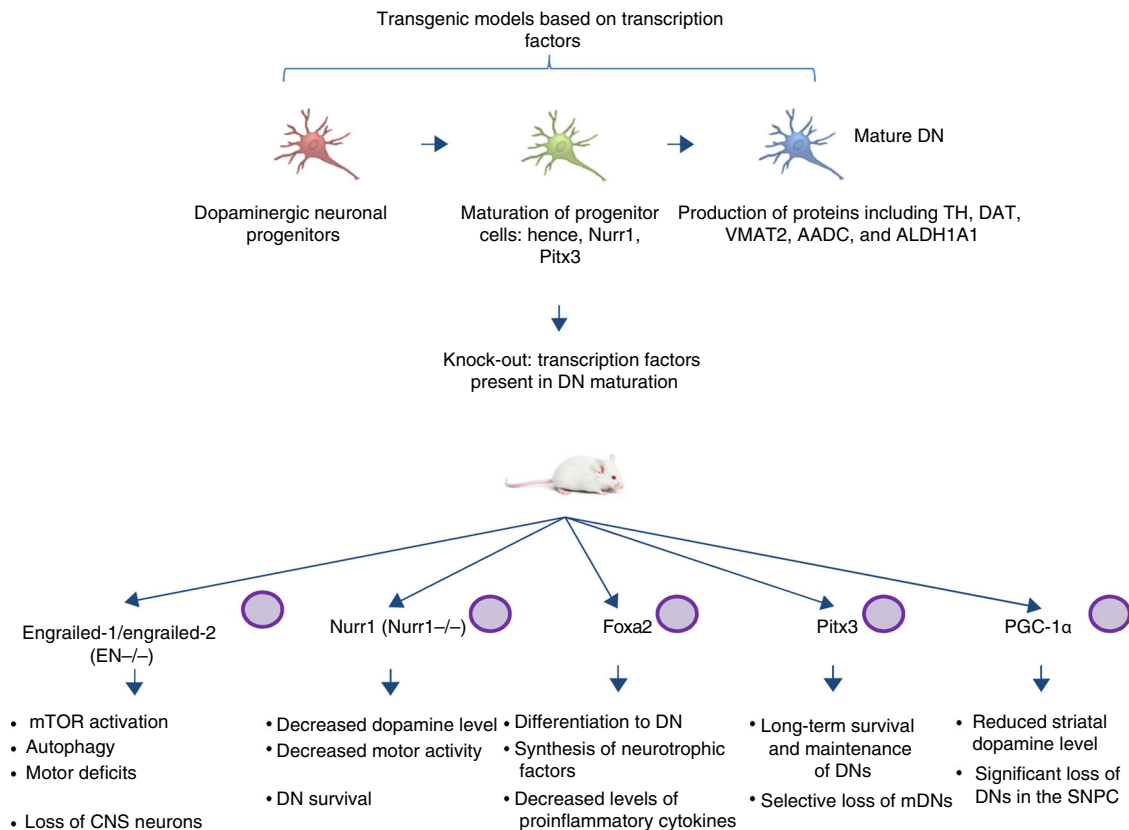 Transgenic models based on transcription
factors
Mature DN
Dopaminergic neuronal
progenitors
Maturation of progenitor
cells: hence, Nurr1,
Pitx3
Production of proteins including TH, DAT,
VMAT2, AADC, and ALDH1A1
Knock-out: transcription factors
present in DN maturation
Engrailed-1/engrailed-2
(EN–/–)
• mTOR activation
• Autophagy
• Motor deficits
• Loss of CNS neurons
Nurr1 (Nurr1–/–)
• Decreased dopamine level
• Decreased motor activity
• DN survival
Foxa2
• Differentiation to DN
• Synthesis of neurotrophic
factors
• Decreased levels of
proinflammatory cytokines
Pitx3
• Long-term survival
and maintenance
of DNs
• Selective loss of mDNs
PGC-1α
• Reduced striatal
dopamine level
• Significant loss of
DNs in the SNPC